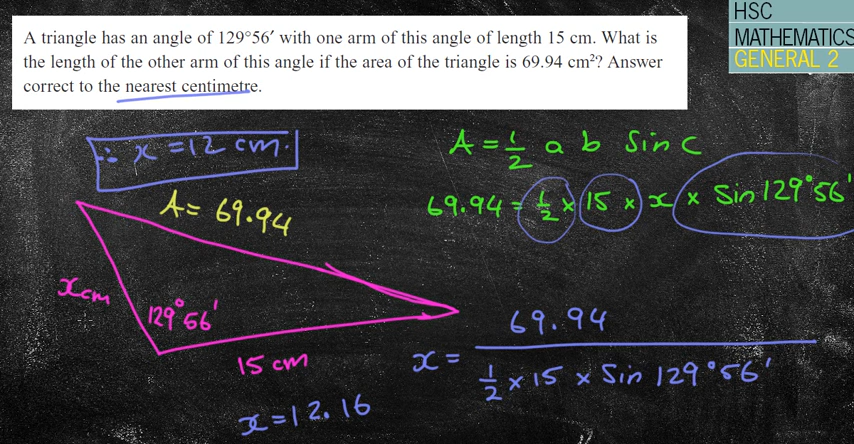 HSC
MATHEMATICS
GENERAL 2
A triangle has an angle of 129°56′ with one arm of this angle of length 15 cm. What is
the length of the other arm of this angle if the area of the triangle is 69.94 cm²? Answer
correct to the nearest centimetre.
∴ x = 12 cm.
A = 1/2 a b Sin C
A = 69.94
69.94 = 1/2 × 15 × x × Sin 129°56'
x cm
129°56'
15 cm
x = 69.94 / (1/2 × 15 × Sin 129°56')
x = 12.16